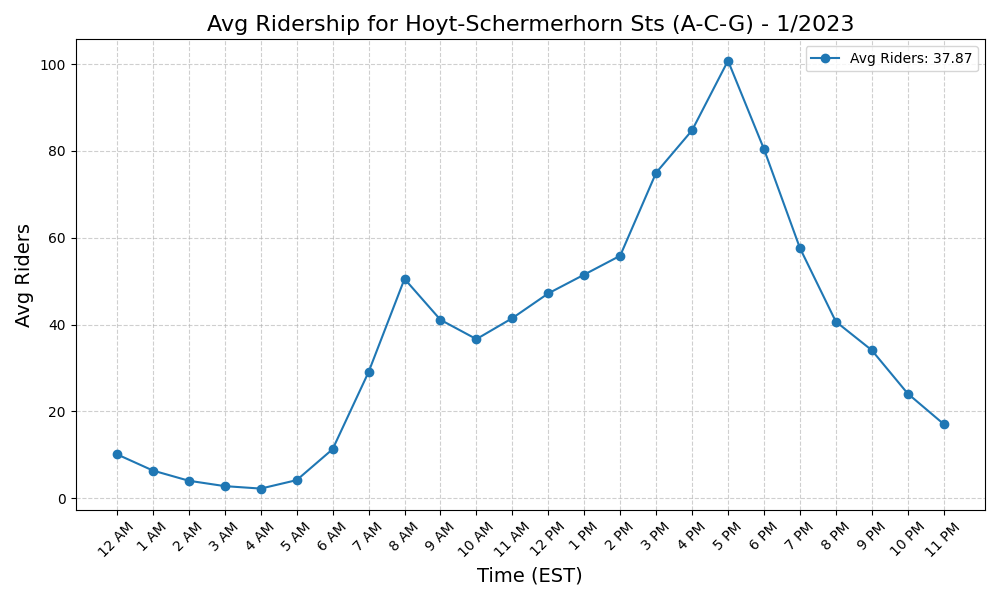 Avg Ridership for Hoyt-Schermerhorn Sts (A-C-G) - 1/2023
Avg Riders: 37.87
100
80
60
40
20
0
Avg Riders
12 AM
1 AM
2 AM
3 AM
4 AM
5 AM
6 AM
7 AM
8 AM
9 AM
10 AM
11 AM
12 PM
1 PM
2 PM
3 PM
4 PM
5 PM
6 PM
7 PM
8 PM
9 PM
10 PM
11 PM
Time (EST)